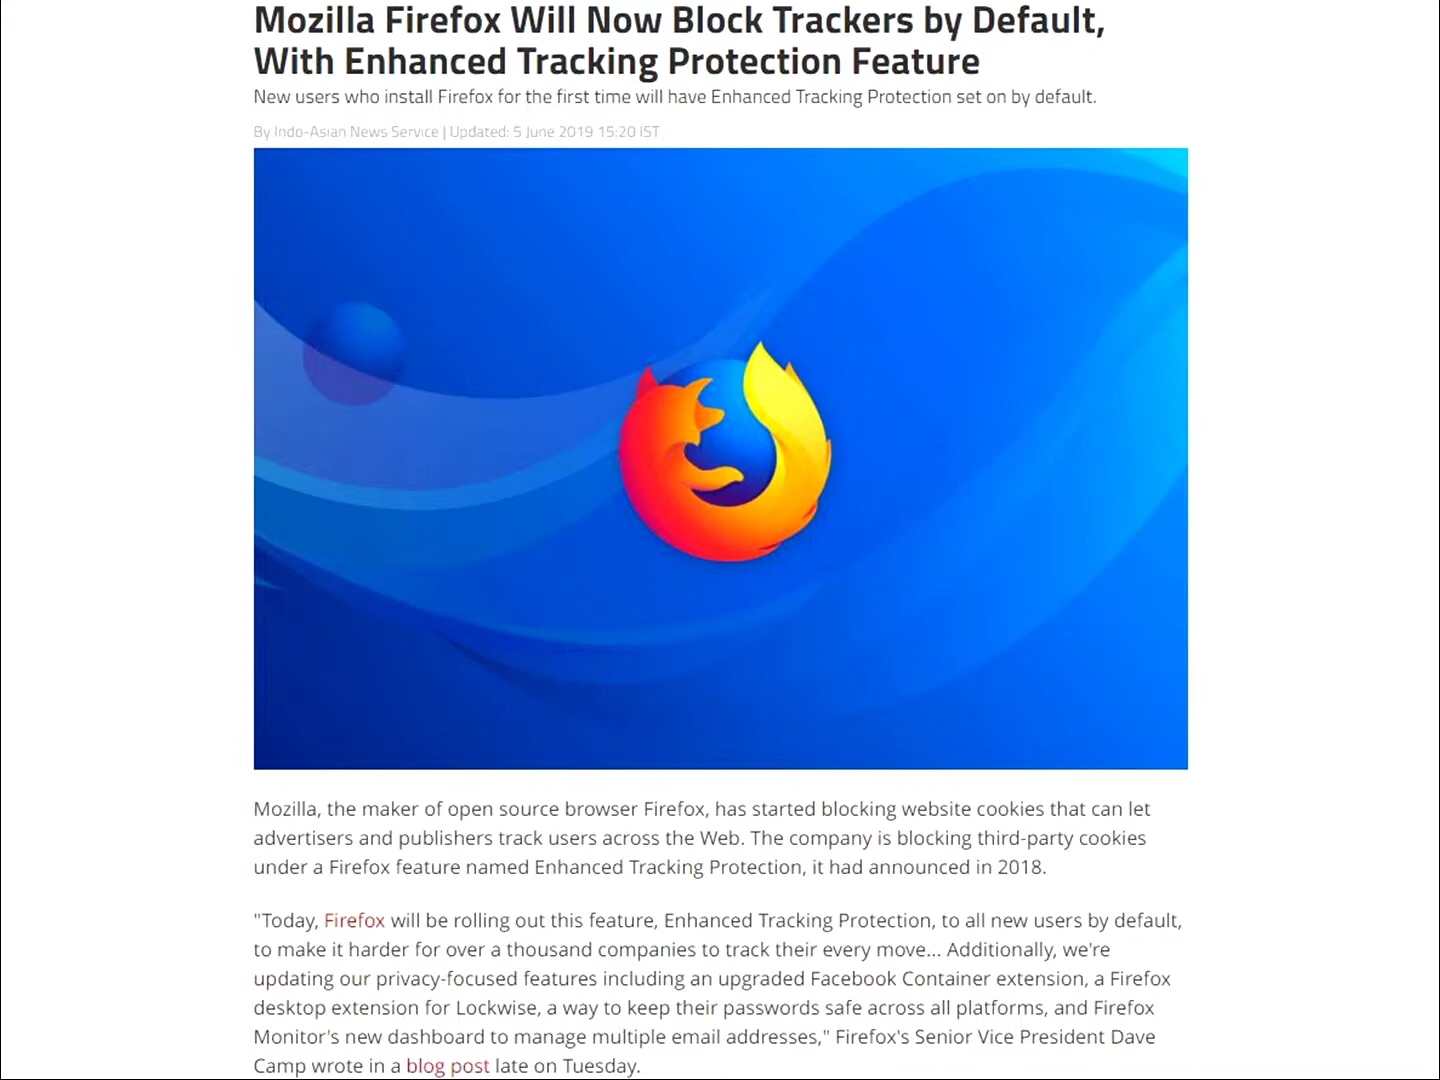 Mozilla Firefox Will Now Block Trackers by Default,
With Enhanced Tracking Protection Feature
New users who install Firefox for the first time will have Enhanced Tracking Protection set on by default.
By Indo-Asian News Service | Updated: 5 June 2019 15:20 IST
Mozilla, the maker of open source browser Firefox, has started blocking website cookies that can let
advertisers and publishers track users across the Web. The company is blocking third-party cookies
under a Firefox feature named Enhanced Tracking Protection, it had announced in 2018.
"Today, Firefox will be rolling out this feature, Enhanced Tracking Protection, to all new users by default,
to make it harder for over a thousand companies to track their every move... Additionally, we're
updating our privacy-focused features including an upgraded Facebook Container extension, a Firefox
desktop extension for Lockwise, a way to keep their passwords safe across all platforms, and Firefox
Monitor's new dashboard to manage multiple email addresses," Firefox's Senior Vice President Dave
Camp wrote in a blog post late on Tuesday.